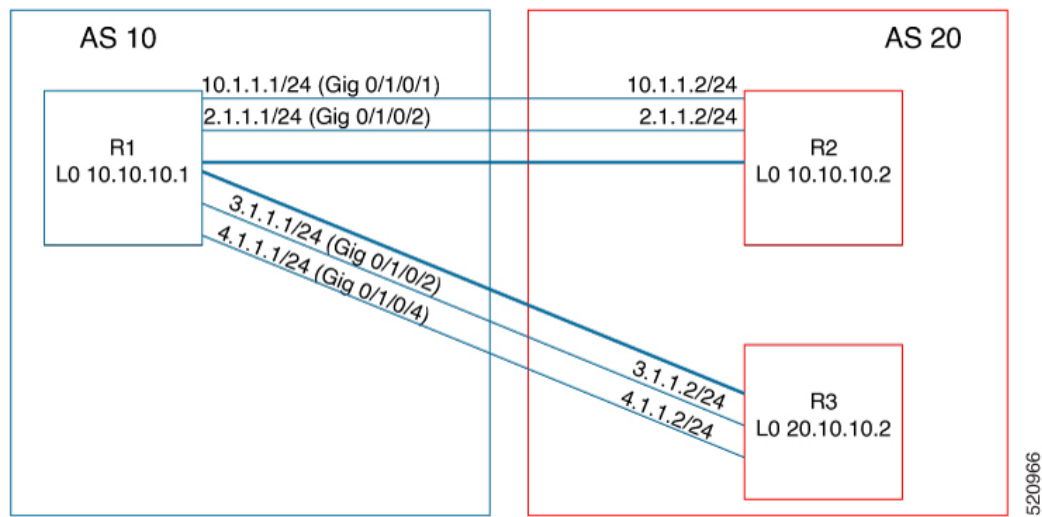 AS 10
AS 20
10.1.1.1/24 (Gig 0/1/0/1)
10.1.1.2/24
2.1.1.1/24 (Gig 0/1/0/2)
2.1.1.2/24
R1
L0 10.10.10.1
R2
L0 10.10.10.2
3.1.1.1/24 (Gig 0/1/0/2)
4.1.1.1/24 (Gig 0/1/0/4)
3.1.1.2/24
4.1.1.2/24
R3
L0 20.10.10.2
520966